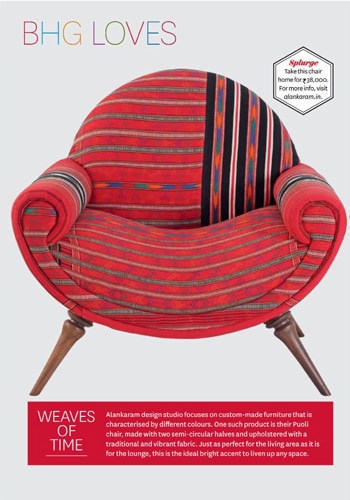 BHG LOVES
Splurge
Take this chair
home for ₹38,000.
For more info, visit
alankaram.in.
WEAVES
OF
TIME
Alankaram design studio focuses on custom-made furniture that is
characterised by different colours. One such product is their Puoli
chair, made with two semi-circular halves and upholstered with a
traditional and vibrant fabric. Just as perfect for the living area as it is
for the lounge, this is the ideal bright accent to liven up any space.